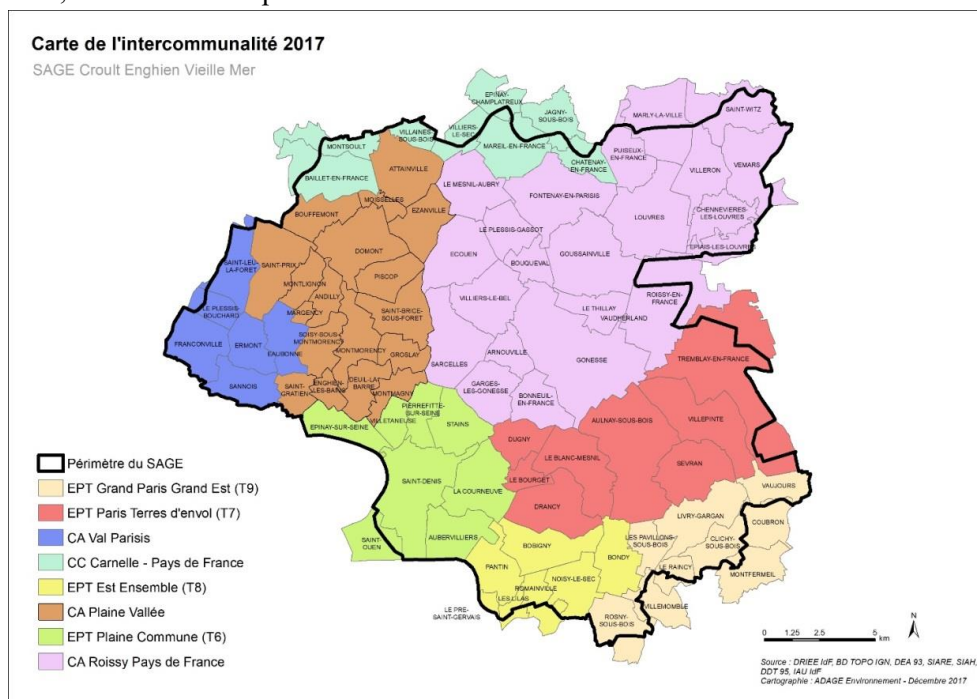 Carte de l'intercommunalité 2017
SAGE Croult Enghien Vieille Mer
EPINAY-
CHAMPLATREUX
JAGNY-
SOUS-BOIS
MARLY-LA-VILLE
SAINT-WITZ
VILLIERS-
LE-SEC
VILLAINES-
SOUS-BOIS
MONTSOULT
MAREIL-EN-FRANCE
PUISEUX-
EN-FRANCE
CHATENAY-
EN-FRANCE
ATTAINVILLE
BAILLET-EN-FRANCE
VILLERON
VEMARS
LE MESNIL-AUBRY
FONTENAY-EN-PARISIS
MOISSELLES
BOUFFEMONT
EZANVILLE
LOUVRES
CHENNEVIERES-
LES-LOUVRES
LE PLESSIS-GASSOT
EPIAIS-LES-LOUVRES
DOMONT
ECOUEN
BOUQUEVAL
GOUSSAINVILLE
SAINT-LEU-
LA-FORET
SAINT-PRIX
PISCOP
MONTLIGNON
ANDILLY
VILLIERS-LE-BEL
ROISSY-EN-
FRANCE
LE PLESSIS-
BOUCHARD
MARGENCY
SAINT-BRICE-
SOUS-FORET
LE THILLAY
VAUDHERLAND
FRANCONVILLE
ERMONT
EAUBONNE
SOISY-SOUS-
MONTMORENCY
MONTMORENCY
GROSLAY
SARCELLES
ARNOUVILLE
GONESSE
TREMBLAY-EN-FRANCE
SANNOIS
SAINT-
GRATIEN
ENGHIEN-
LES-BAINS
DEUIL-LA-
BARRE
MONTMAGNY
GARGES-
LES-GONESSE
BONNEUIL-
EN-FRANCE
EPINAY-SUR-SEINE
VILLETANEUSE
PIERREFITTE-
SUR-SEINE
STAINS
DUGNY
AULNAY-SOUS-BOIS
VILLEPINTE
LE BLANC-MESNIL
SAINT-DENIS
LA COURNEUVE
LE BOURGET
SEVRAN
DRANCY
VAUJOURS
SAINT-
OUEN
AUBERVILLIERS
LIVRY-GARGAN
COUBRON
BOBIGNY
BONDY
LES PAVILLONS-
SOUS-BOIS
CLICHY-
SOUS-BOIS
PANTIN
LE RAINCY
MONTFERMEIL
NOISY-LE-SEC
ROMAINVILLE
LES LILAS
LE PRE-
SAINT-GERVAIS
VILLEMOMBLE
ROSNY-
SOUS-BOIS
Périmètre du SAGE
EPT Grand Paris Grand Est (T9)
EPT Paris Terres d'envol (T7)
CA Val Parisis
CC Carnelle - Pays de France
EPT Est Ensemble (T8)
CA Plaine Vallée
EPT Plaine Commune (T6)
CA Roissy Pays de France
N
0 1.25 2.5 5
km
Source : DRIEE IdF, BD TOPO IGN, DEA 93, SIARE, SIAH,
DDT 95, IAU IdF
Cartographie : ADAGE Environnement - Décembre 2017